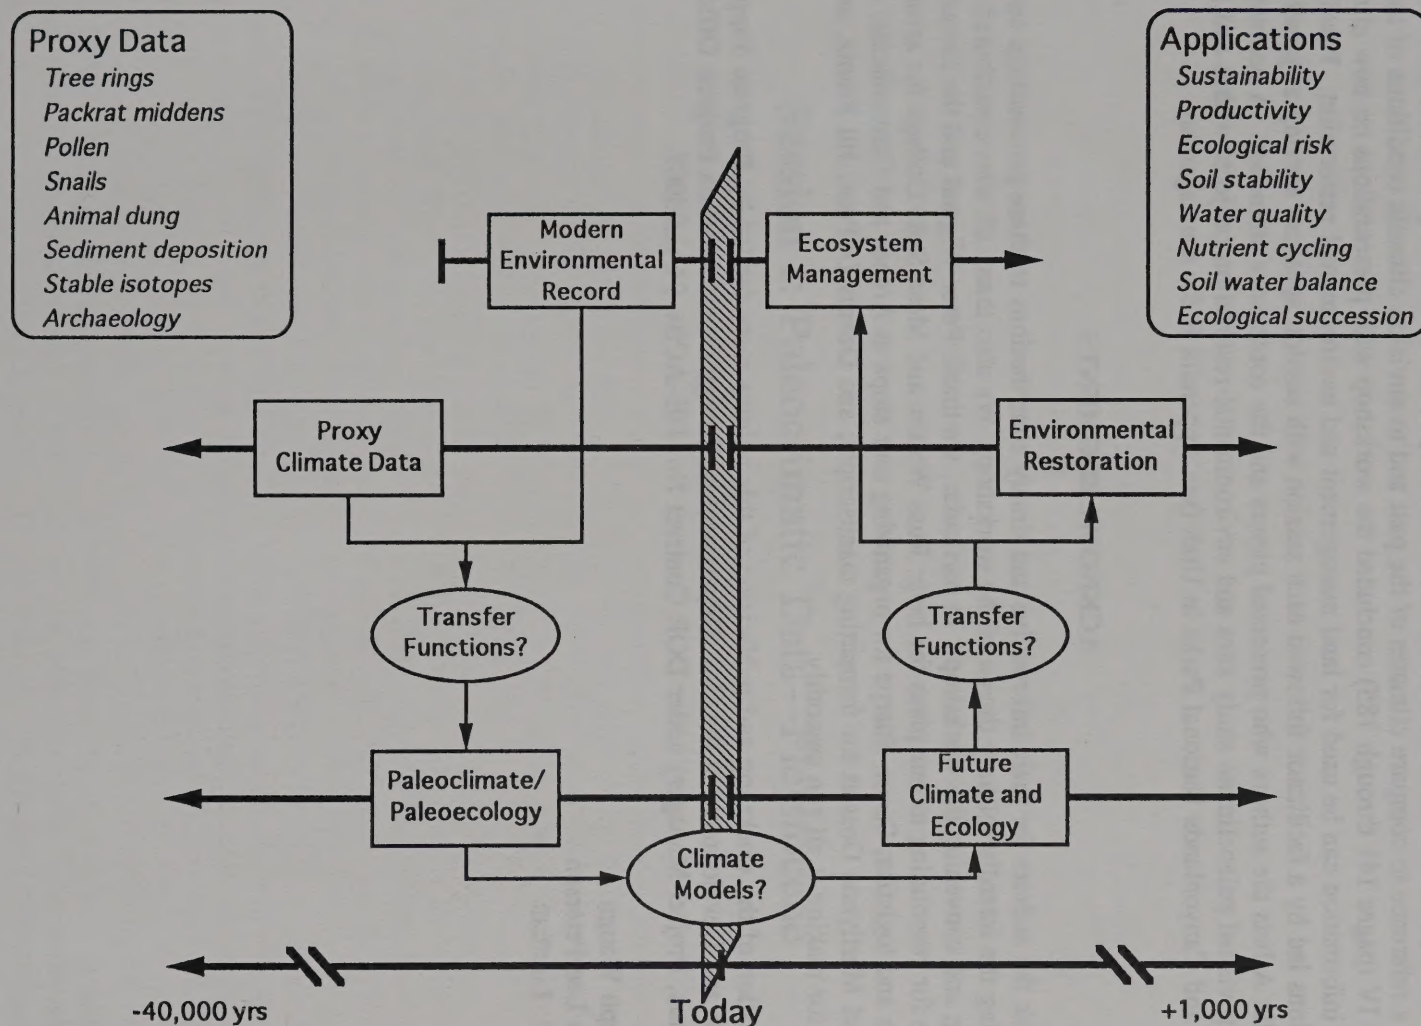 Proxy Data
Tree rings
Packrat middens
Pollen
Snails
Animal dung
Sediment deposition
Stable isotopes
Archaeology
Applications
Sustainability
Productivity
Ecological risk
Soil stability
Water quality
Nutrient cycling
Soil water balance
Ecological succession
Modern
Environmental
Record
Ecosystem
Management
Proxy
Climate Data
Environmental
Restoration
Transfer
Functions?
Transfer
Functions?
Paleoclimate/
Paleoecology
Future
Climate and
Ecology
Climate
Models?
-40,000 yrs
Today
+1,000 yrs